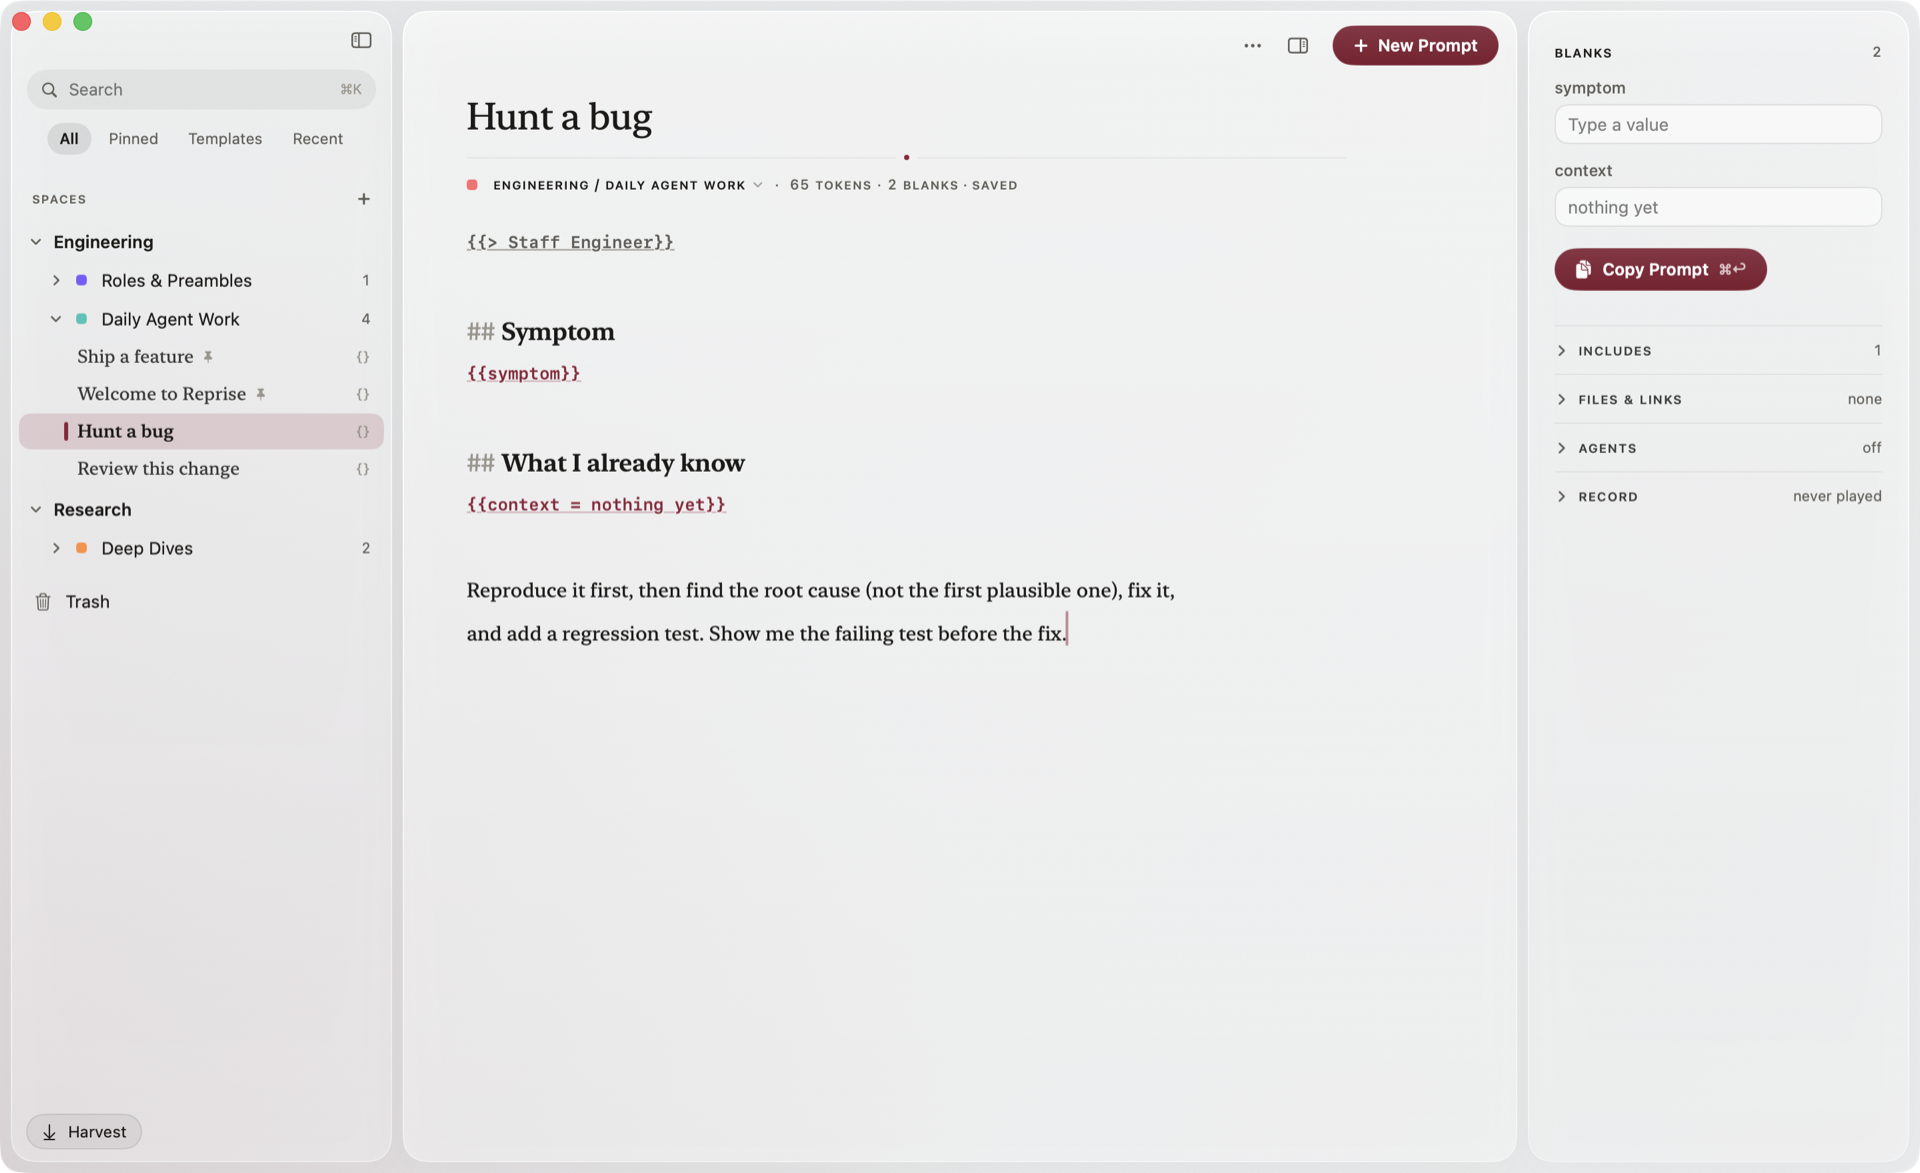 Search ⌘K
All Pinned Templates Recent
SPACES +
Engineering
Roles & Preambles 1
Daily Agent Work 4
Ship a feature {}
Welcome to Reprise {}
Hunt a bug {}
Review this change {}
Research
Deep Dives 2
Trash
Harvest
+ New Prompt
Hunt a bug
ENGINEERING / DAILY AGENT WORK · 65 TOKENS · 2 BLANKS · SAVED
{{> Staff Engineer}}
## Symptom
{{symptom}}
## What I already know
{{context = nothing yet}}
Reproduce it first, then find the root cause (not the first plausible one), fix it,
and add a regression test. Show me the failing test before the fix.
BLANKS 2
symptom
Type a value
context
nothing yet
Copy Prompt ⌘↩
INCLUDES 1
FILES & LINKS none
AGENTS off
RECORD never played